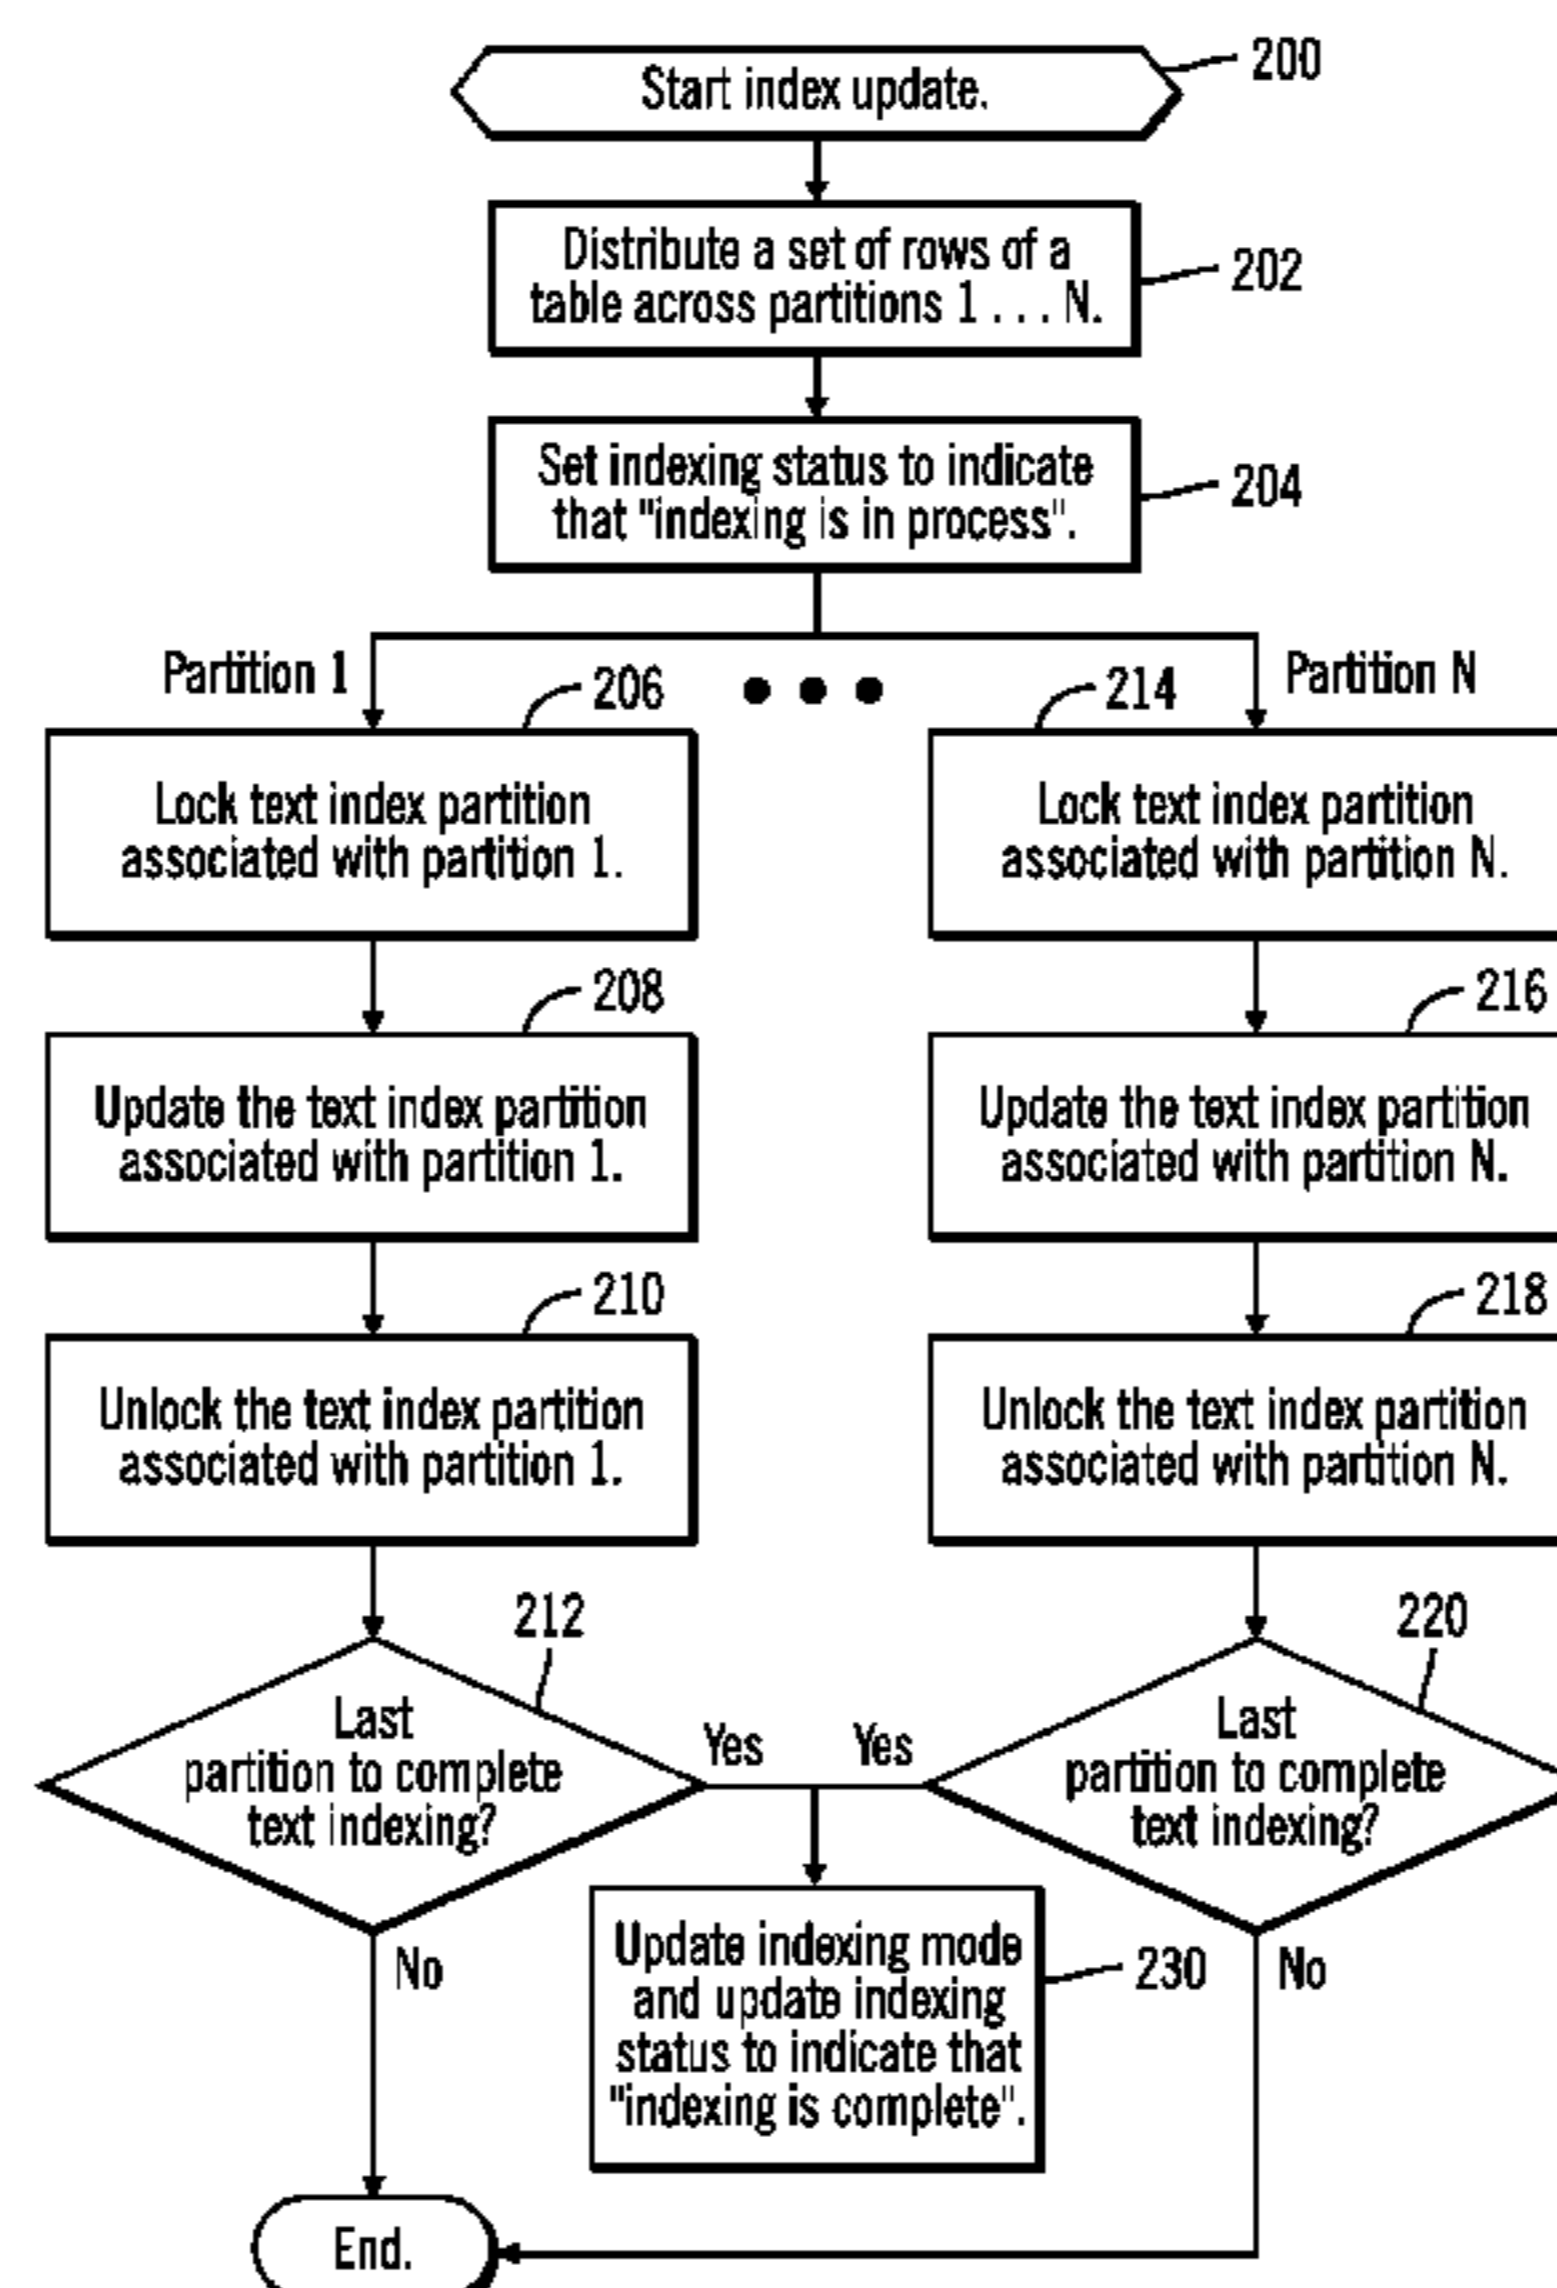 Start index update.
200
Distribute a set of rows of a
table across partitions 1 . . . N.
202
Set indexing status to indicate
that "indexing is in process".
204
Partition 1
206
214
Partition N
Lock text index partition
associated with partition 1.
Lock text index partition
associated with partition N.
208
216
Update the text index partition
associated with partition 1.
Update the text index partition
associated with partition N.
210
218
Unlock the text index partition
associated with partition 1.
Unlock the text index partition
associated with partition N.
212
220
Last
partition to complete
text indexing?
Yes
Yes
Last
partition to complete
text indexing?
No
Update indexing mode
and update indexing
status to indicate that
"indexing is complete".
230
No
End.